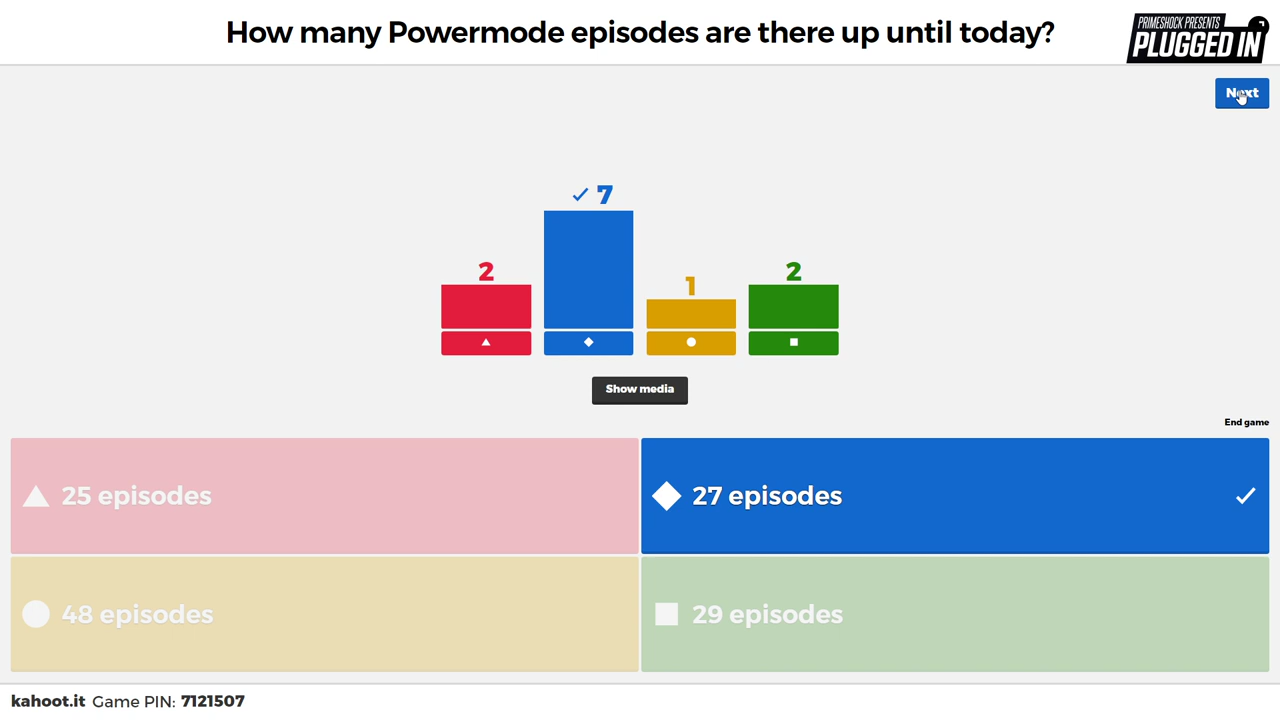 How many Powermode episodes are there up until today?
PRIMESHOCK PRESENTS
PLUGGED IN
Next
7
2
1
2
Show media
End game
25 episodes
27 episodes
48 episodes
29 episodes
kahoot.it Game PIN: 7121507